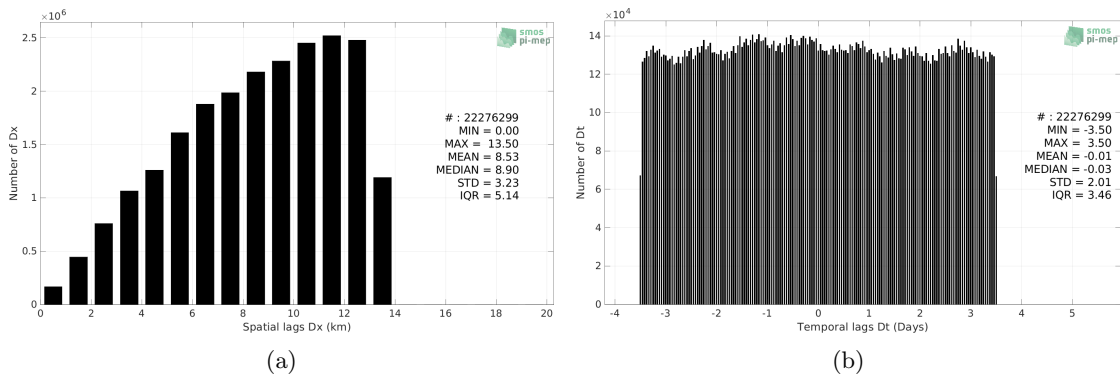 ×10⁶
2.5
2
1.5
1
0.5
0
0 2 4 6 8 10 12 14 16 18 20
Number of Dx
Spatial lags Dx (km)
smos
pi-mep
# : 22276299
MIN = 0.00
MAX = 13.50
MEAN = 8.53
MEDIAN = 8.90
STD = 3.23
IQR = 5.14
(a)
×10⁴
14
12
10
8
6
4
2
0
-4 -3 -2 -1 0 1 2 3 4 5
Number of Dt
Temporal lags Dt (Days)
smos
pi-mep
# : 22276299
MIN = -3.50
MAX = 3.50
MEAN = -0.01
MEDIAN = -0.03
STD = 2.01
IQR = 3.46
(b)